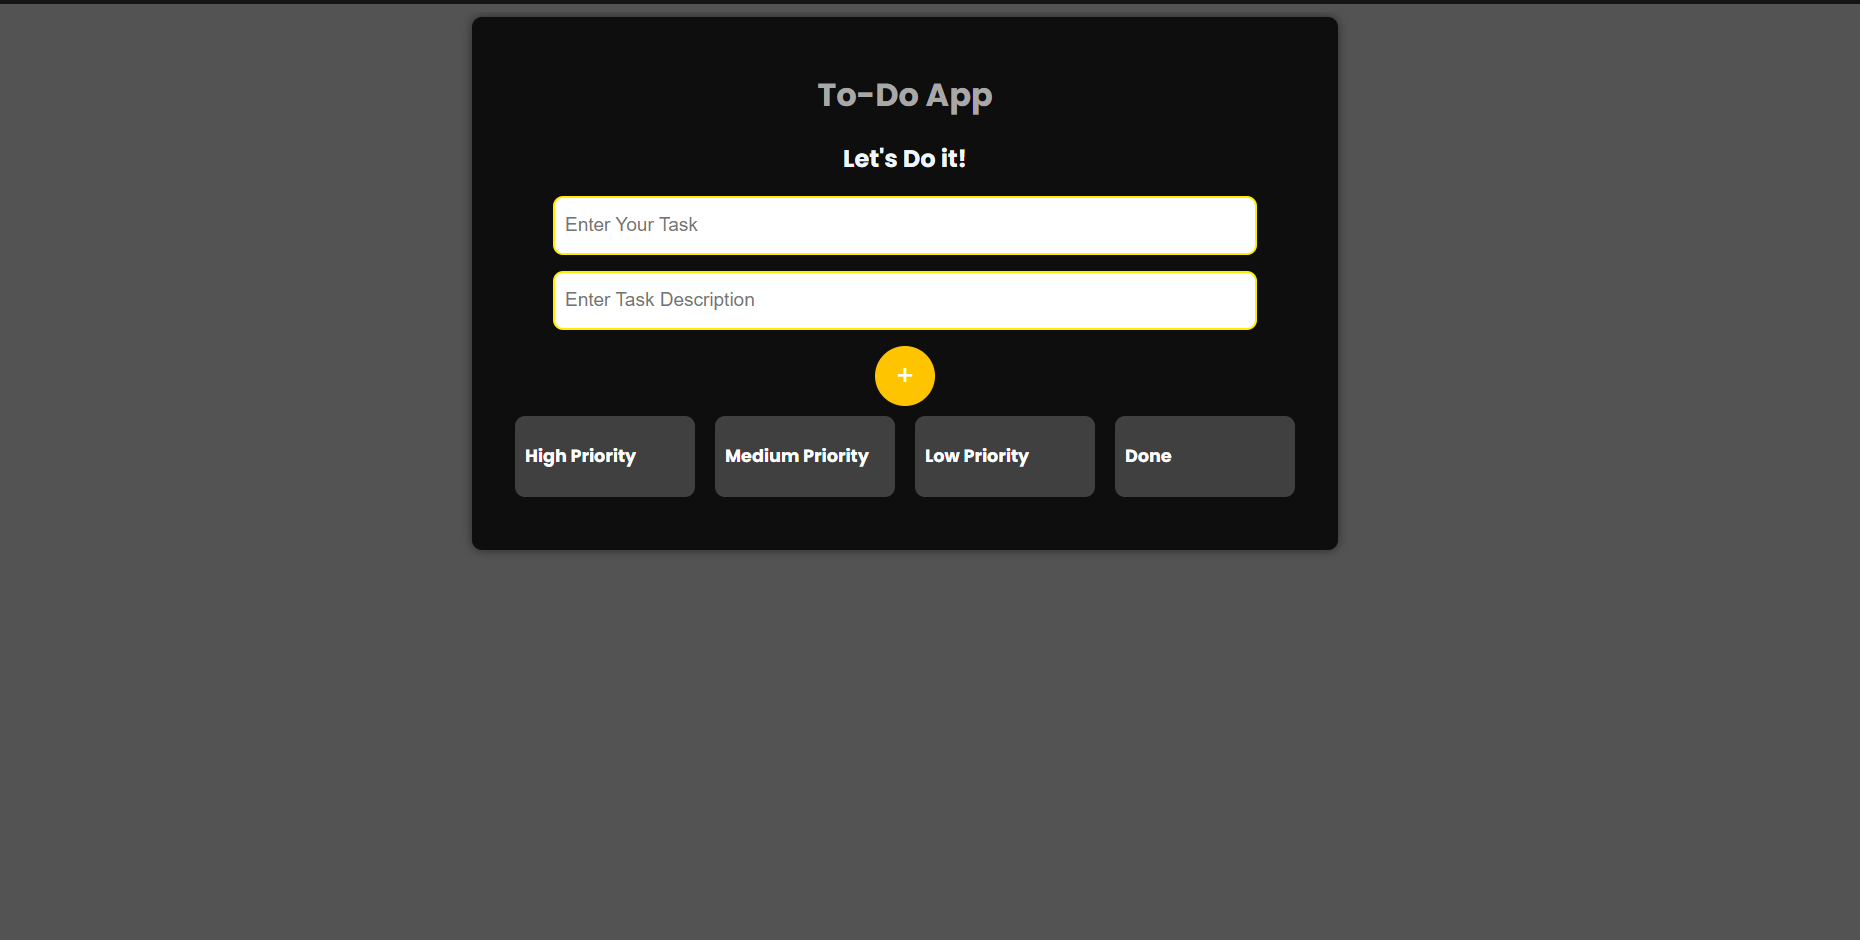 To-Do App
Let's Do it!
Enter Your Task
Enter Task Description
+
High Priority
Medium Priority
Low Priority
Done